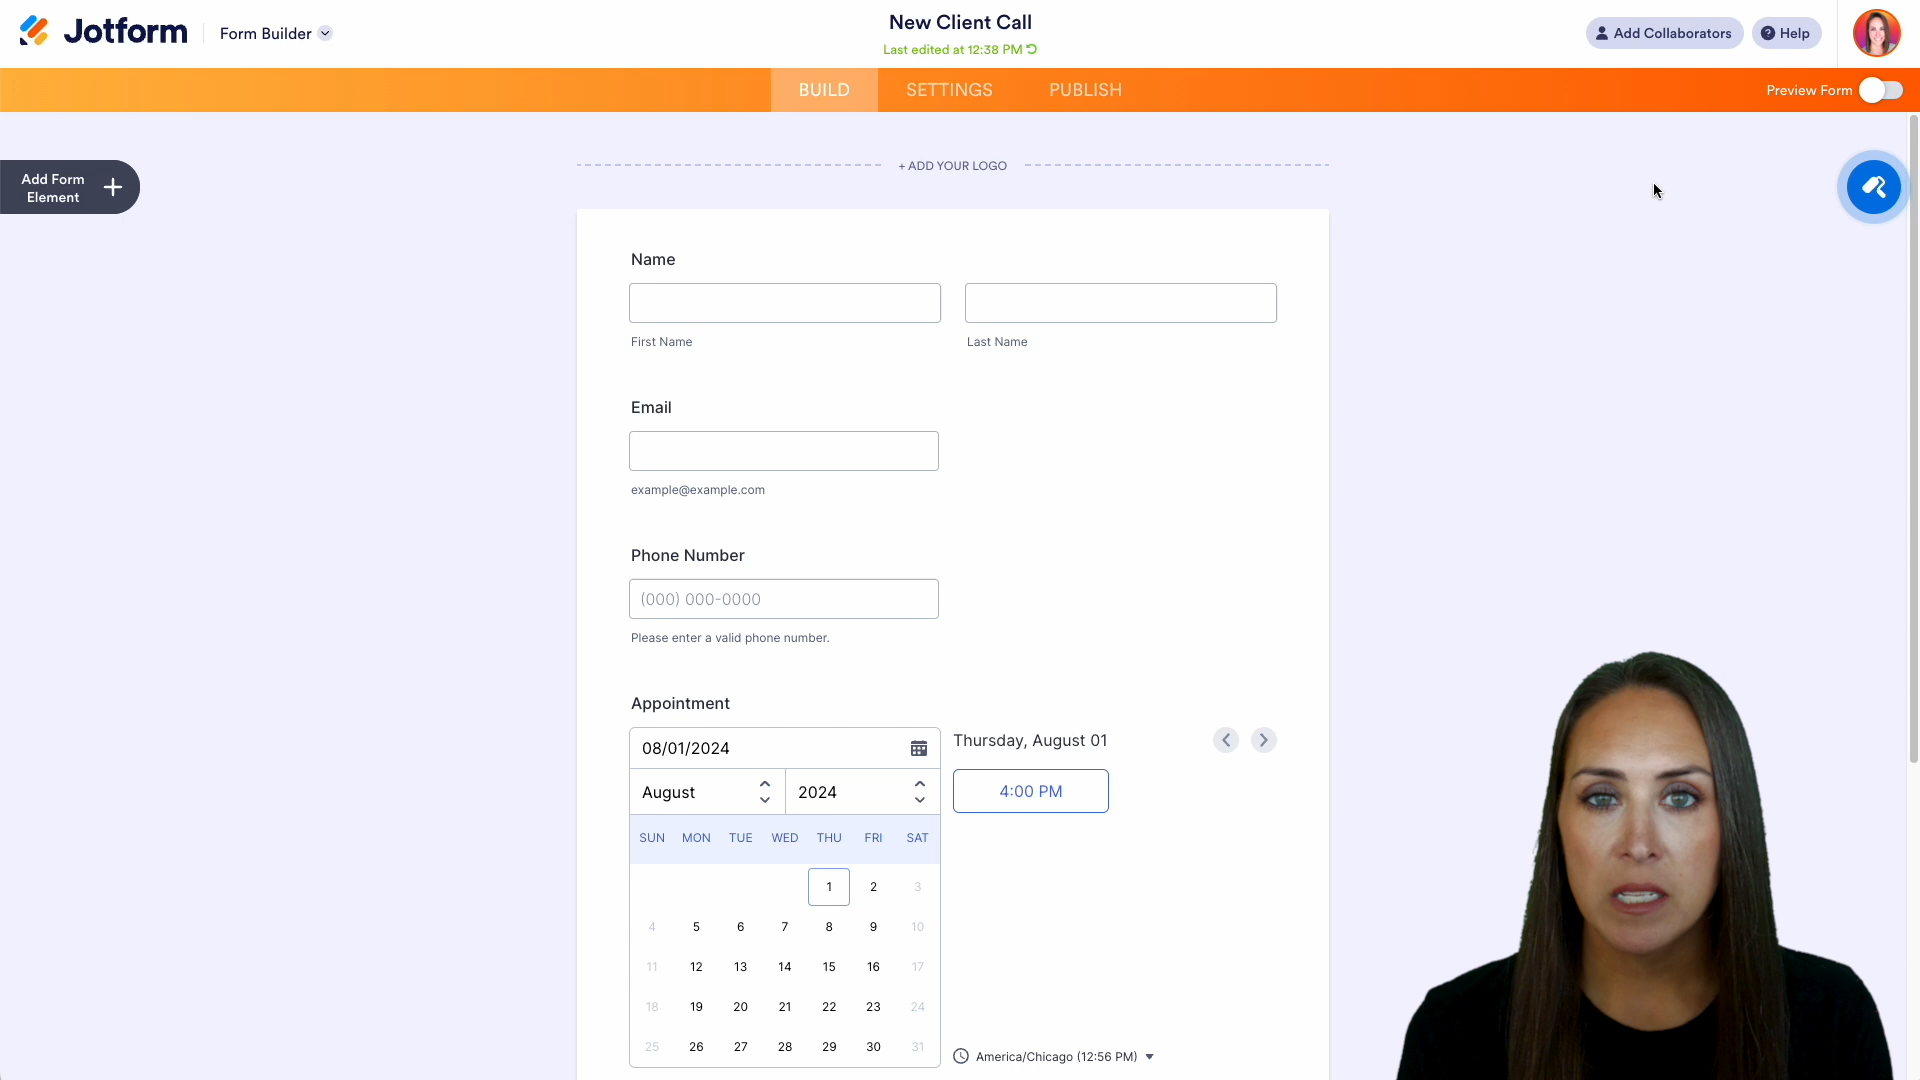 Jotform
Form Builder
New Client Call
Last edited at 12:38 PM
Add Collaborators
Help
BUILD
SETTINGS
PUBLISH
Preview Form
Add Form
Element
+ ADD YOUR LOGO
Name
First Name
Last Name
Email
example@example.com
Phone Number
(000) 000-0000
Please enter a valid phone number.
Appointment
08/01/2024
Thursday, August 01
August
2024
4:00 PM
SUN MON TUE WED THU FRI SAT
1 2 3
4 5 6 7 8 9 10
11 12 13 14 15 16 17
18 19 20 21 22 23 24
25 26 27 28 29 30 31
America/Chicago (12:56 PM)